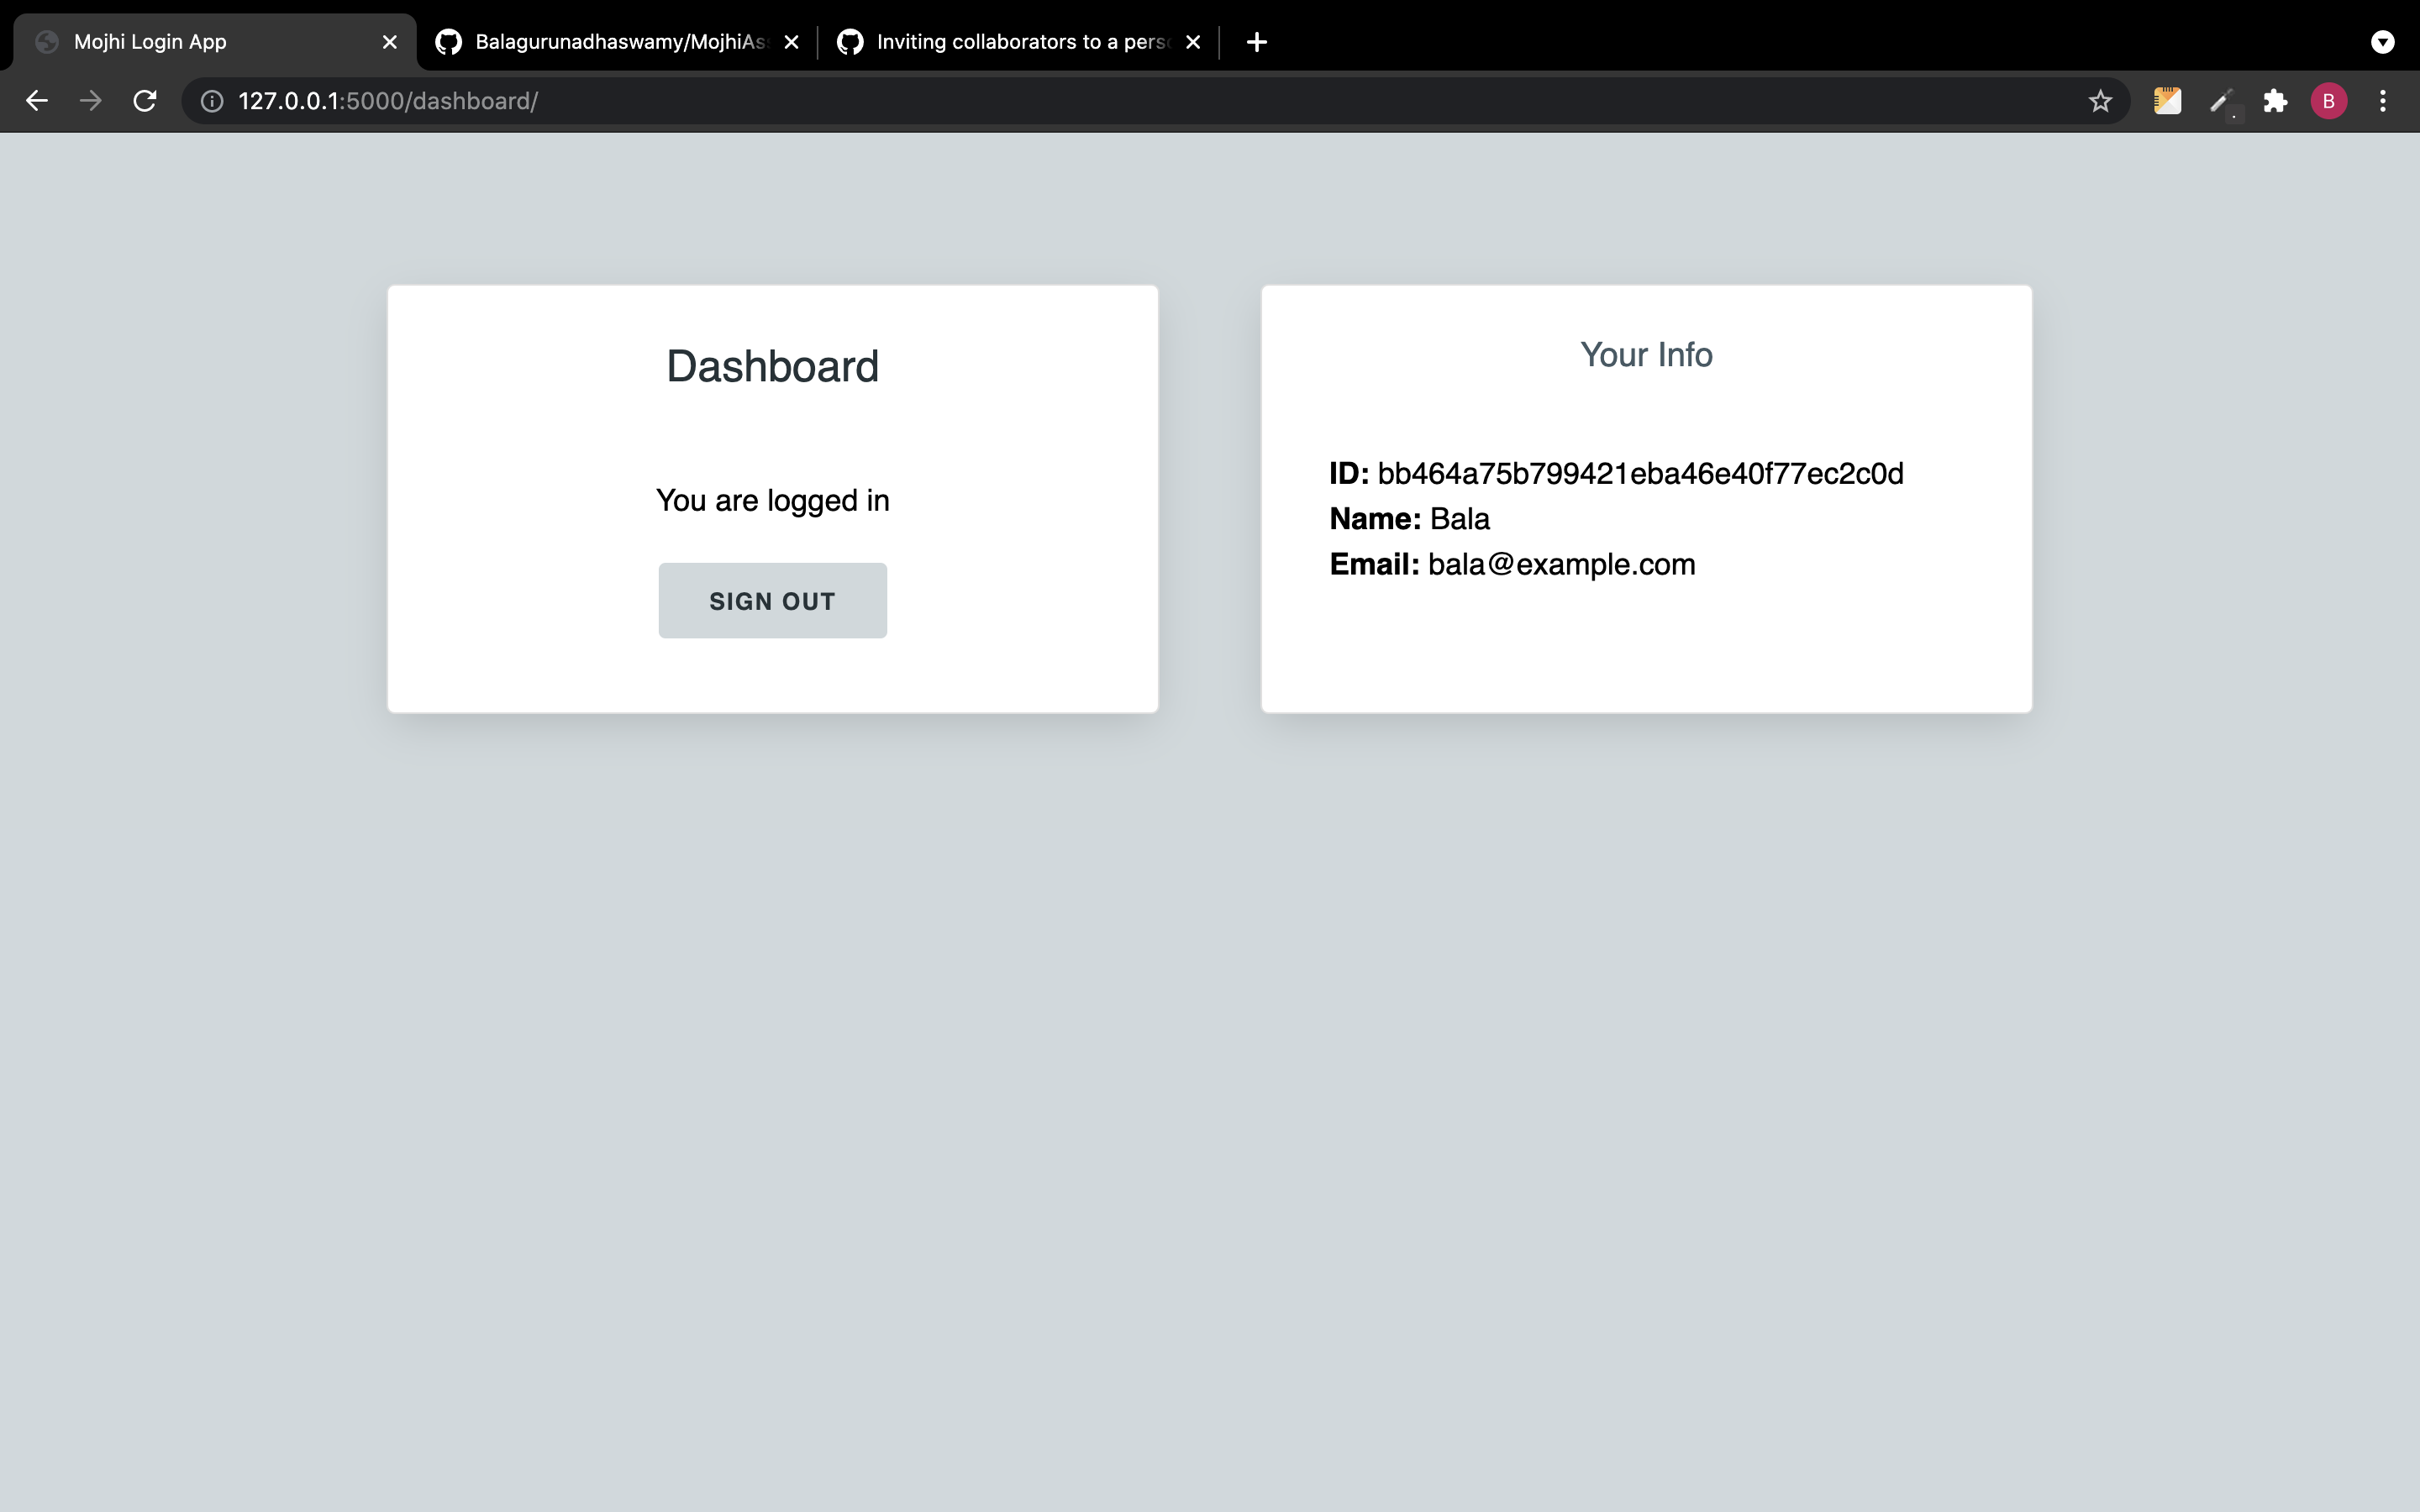 Mojhi Login App
Balagurunadhaswamy/MojhiAs
Inviting collaborators to a pers
127.0.0.1:5000/dashboard/
B
Dashboard
You are logged in
SIGN OUT
Your Info
ID: bb464a75b799421eba46e40f77ec2c0d
Name: Bala
Email: bala@example.com